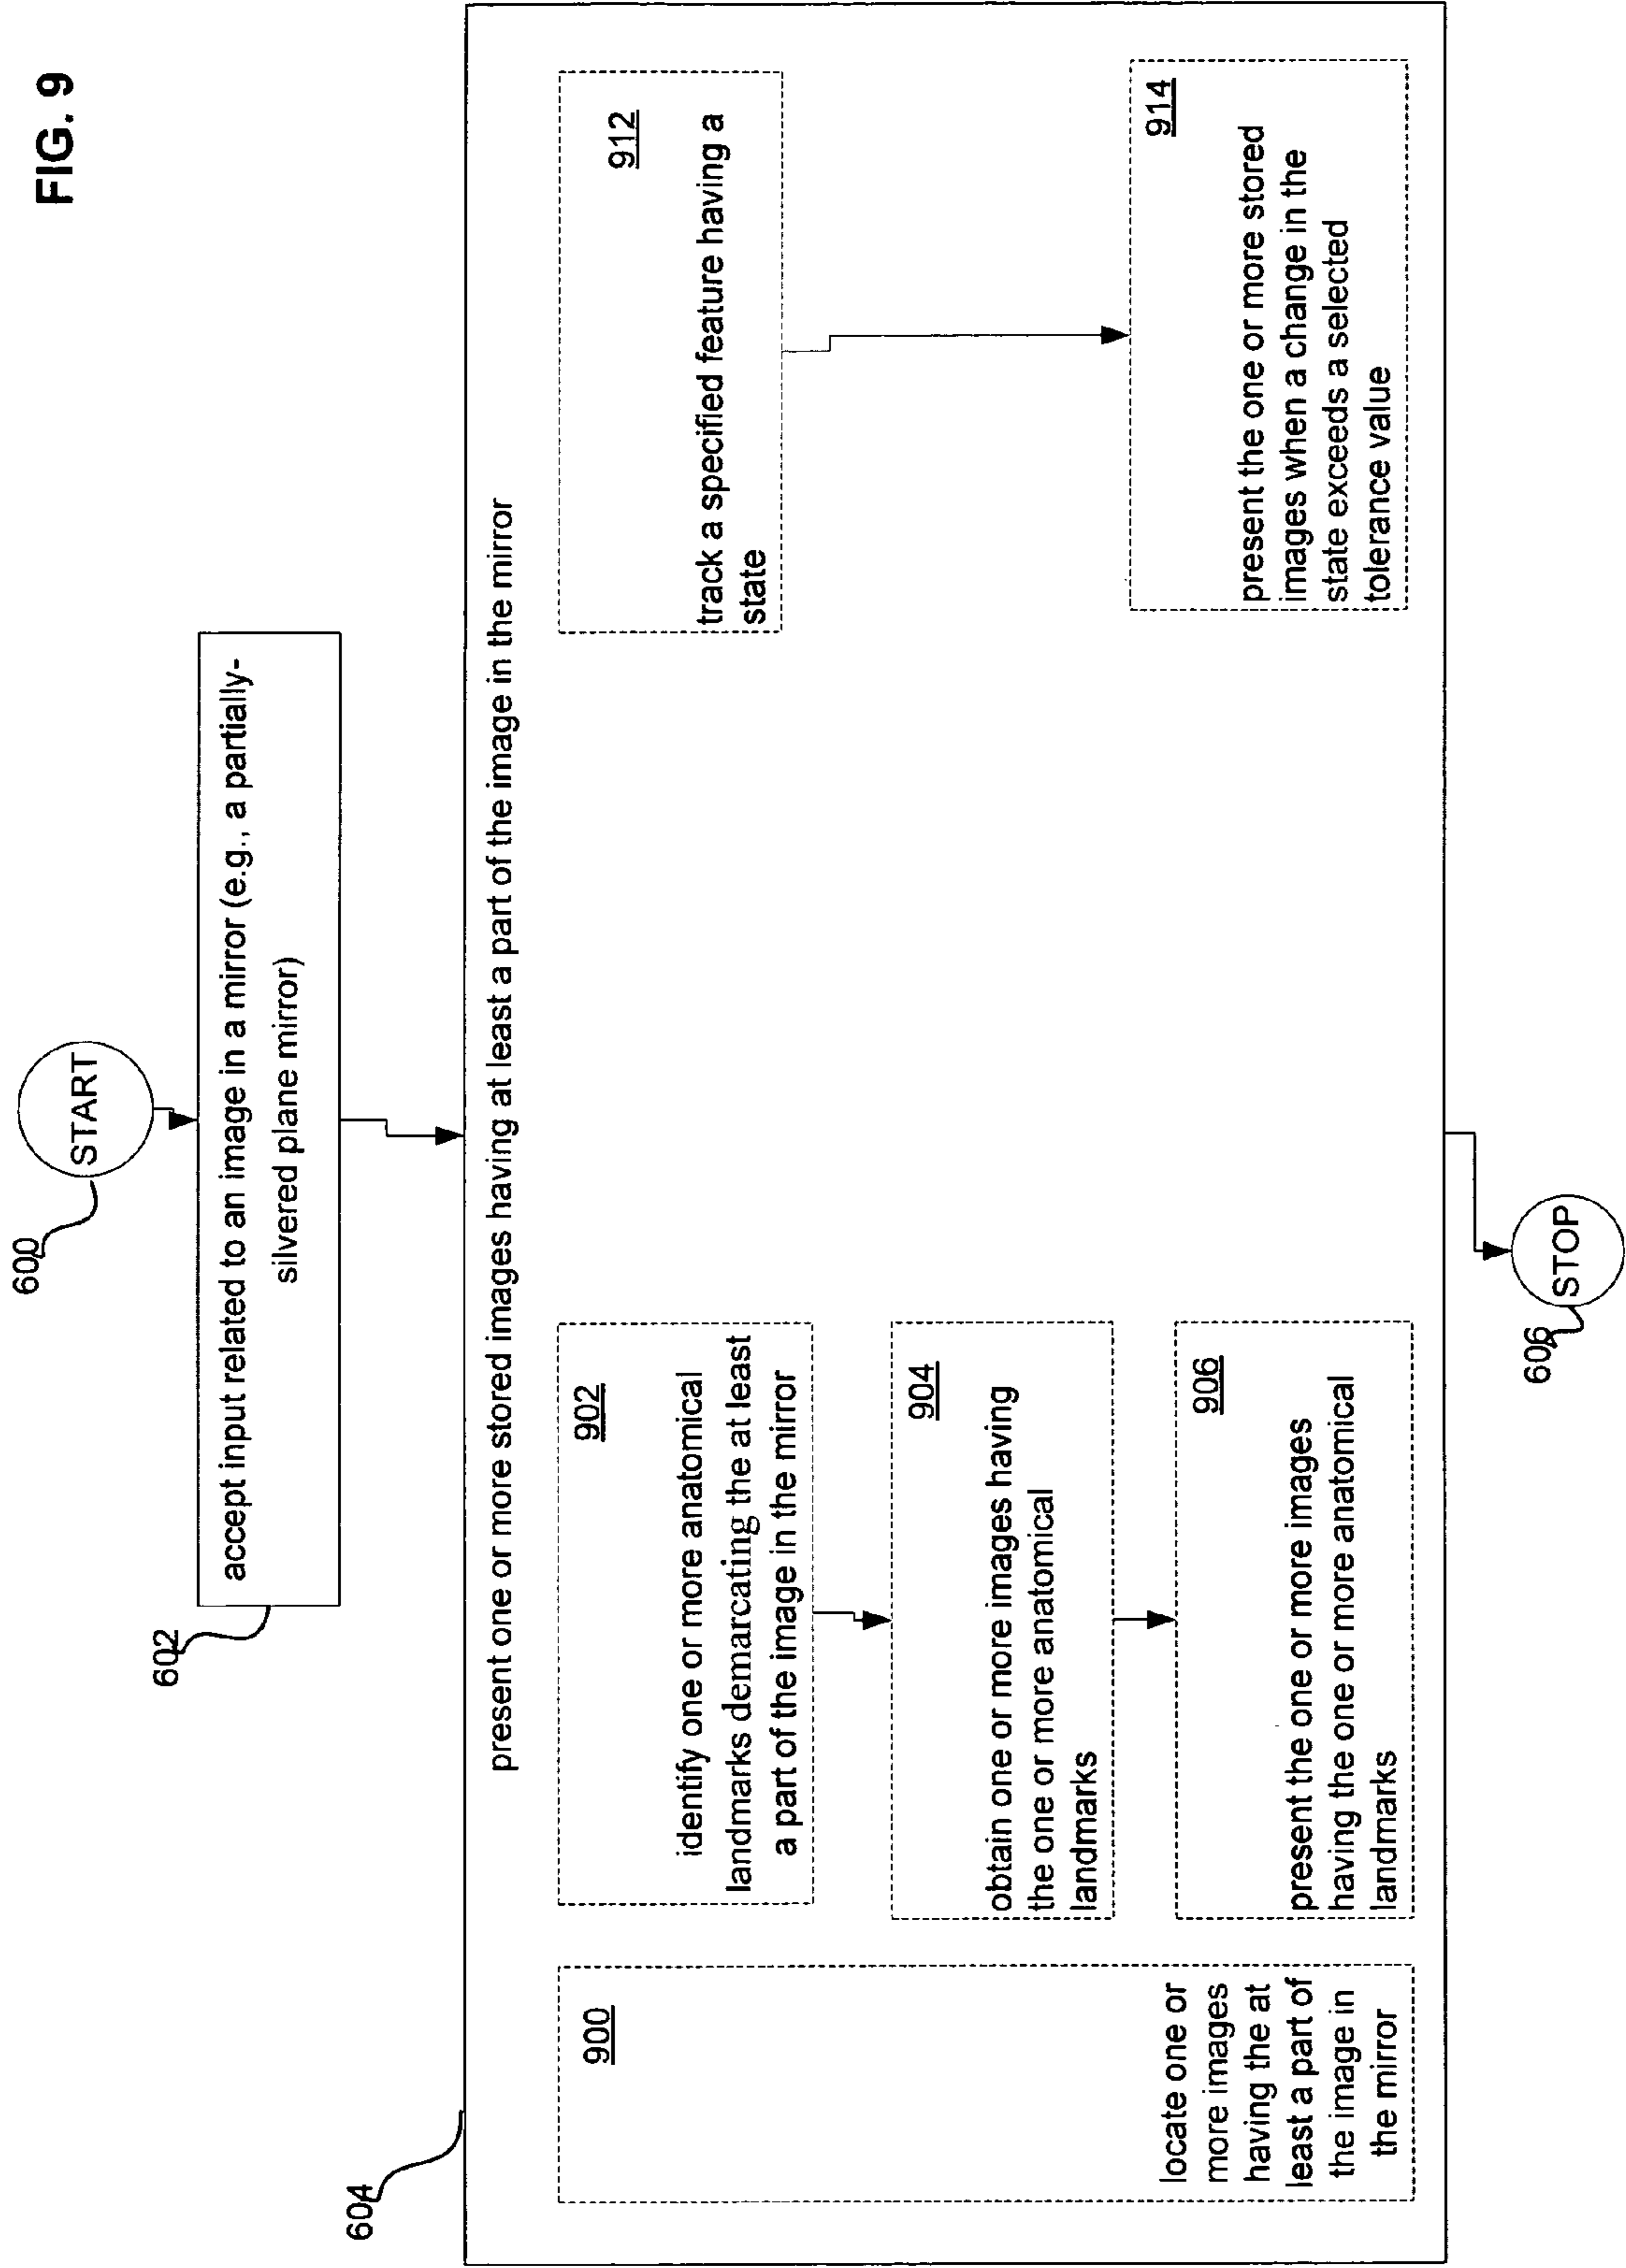 FIG. 9
600
START
602
accept input related to an image in a mirror (e.g., a partially-
silvered plane mirror)
604
present one or more stored images having at least a part of the image in the mirror
900
locate one or
more images
having the at
least a part of
the image in
the mirror
902
identify one or more anatomical
landmarks demarcating the at least
a part of the image in the mirror
904
obtain one or more images having
the one or more anatomical
landmarks
906
present the one or more images
having the one or more anatomical
landmarks
912
track a specified feature having a
state
914
present the one or more stored
images when a change in the
state exceeds a selected
tolerance value
606
STOP